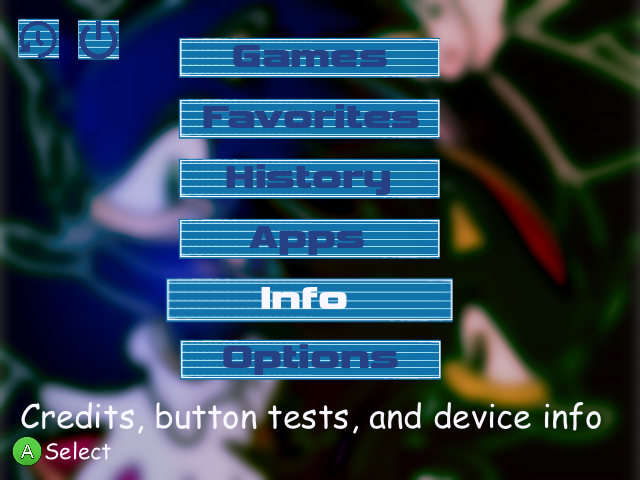 Games
Favorites
History
Apps
Info
Options
Credits, button tests, and device info
A Select